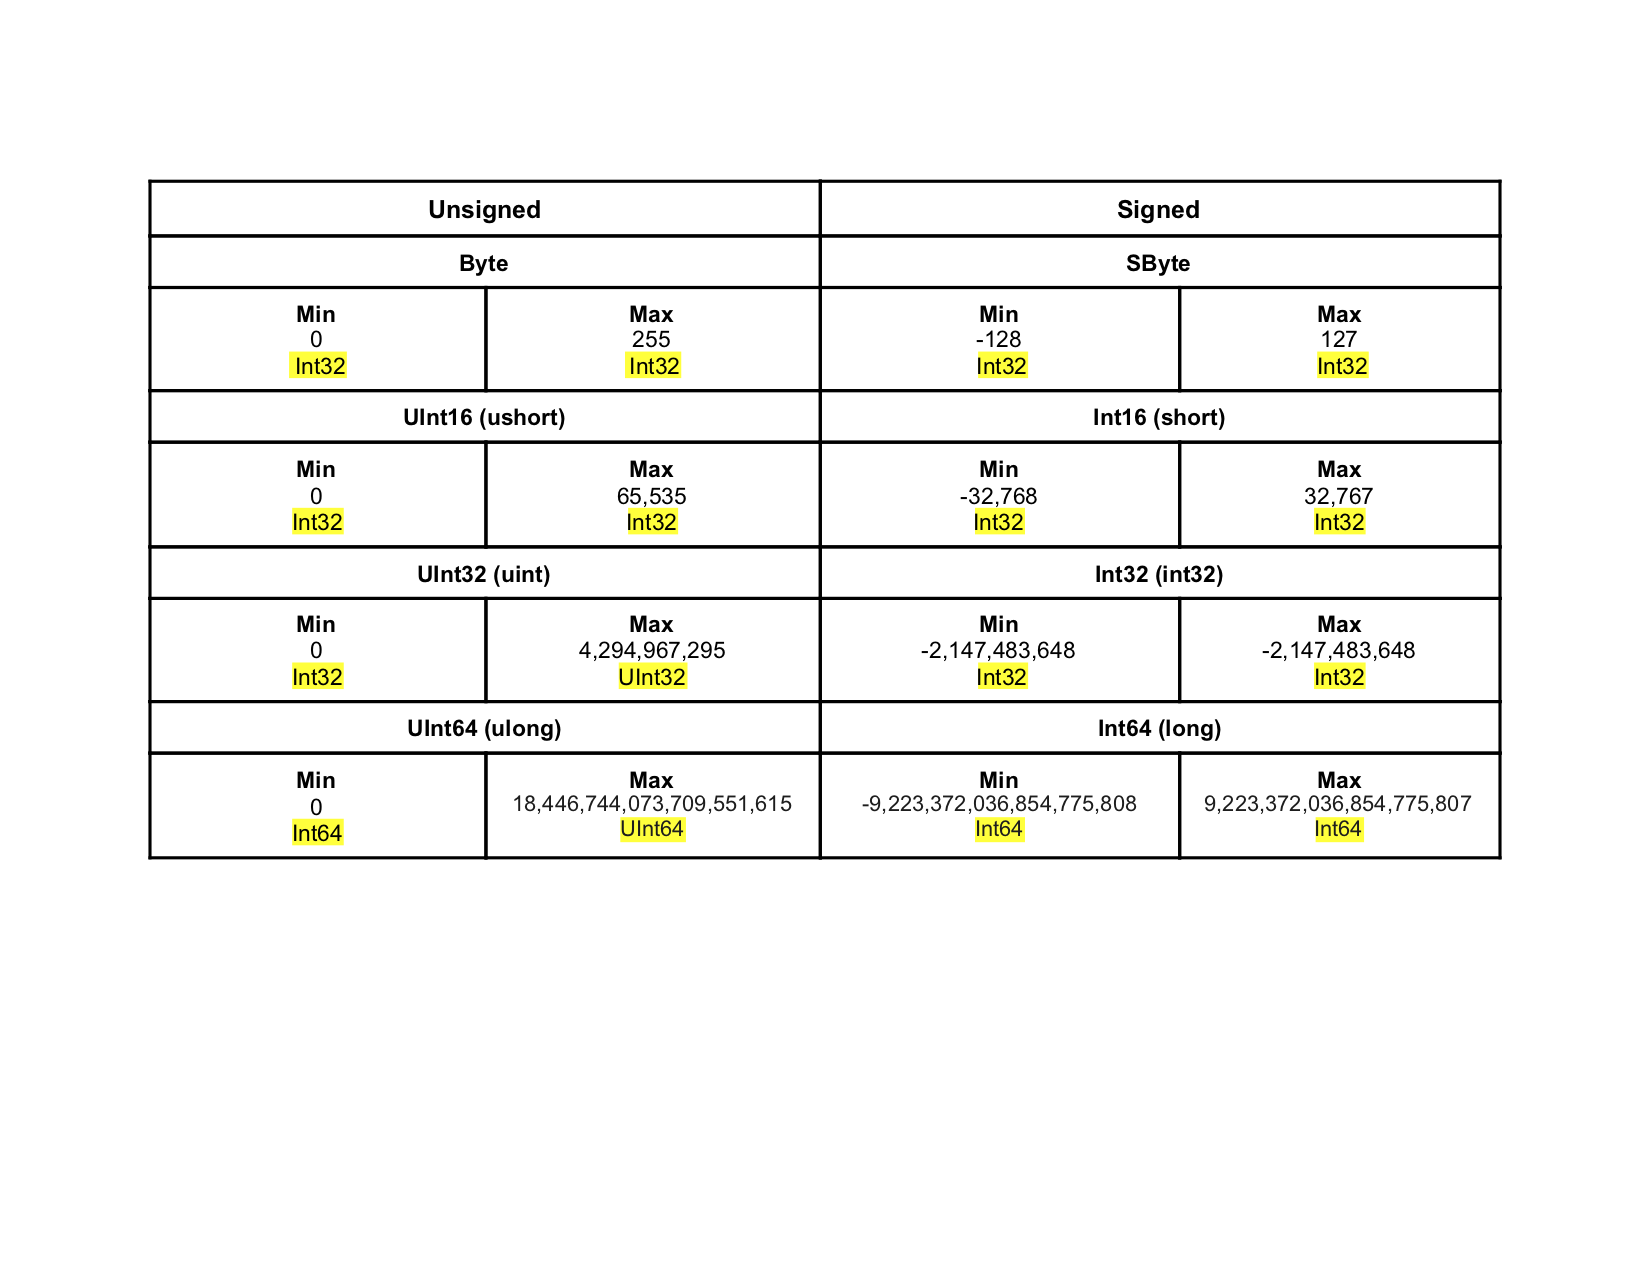 Unsigned Signed
Byte SByte
Min Max Min Max
0 255 -128 127
Int32 Int32 Int32 Int32
UInt16 (ushort) Int16 (short)
Min Max Min Max
0 65,535 -32,768 32,767
Int32 Int32 Int32 Int32
UInt32 (uint) Int32 (int32)
Min Max Min Max
0 4,294,967,295 -2,147,483,648 -2,147,483,648
Int32 UInt32 Int32 Int32
UInt64 (ulong) Int64 (long)
Min Max Min Max
0 18,446,744,073,709,551,615 -9,223,372,036,854,775,808 9,223,372,036,854,775,807
Int64 UInt64 Int64 Int64